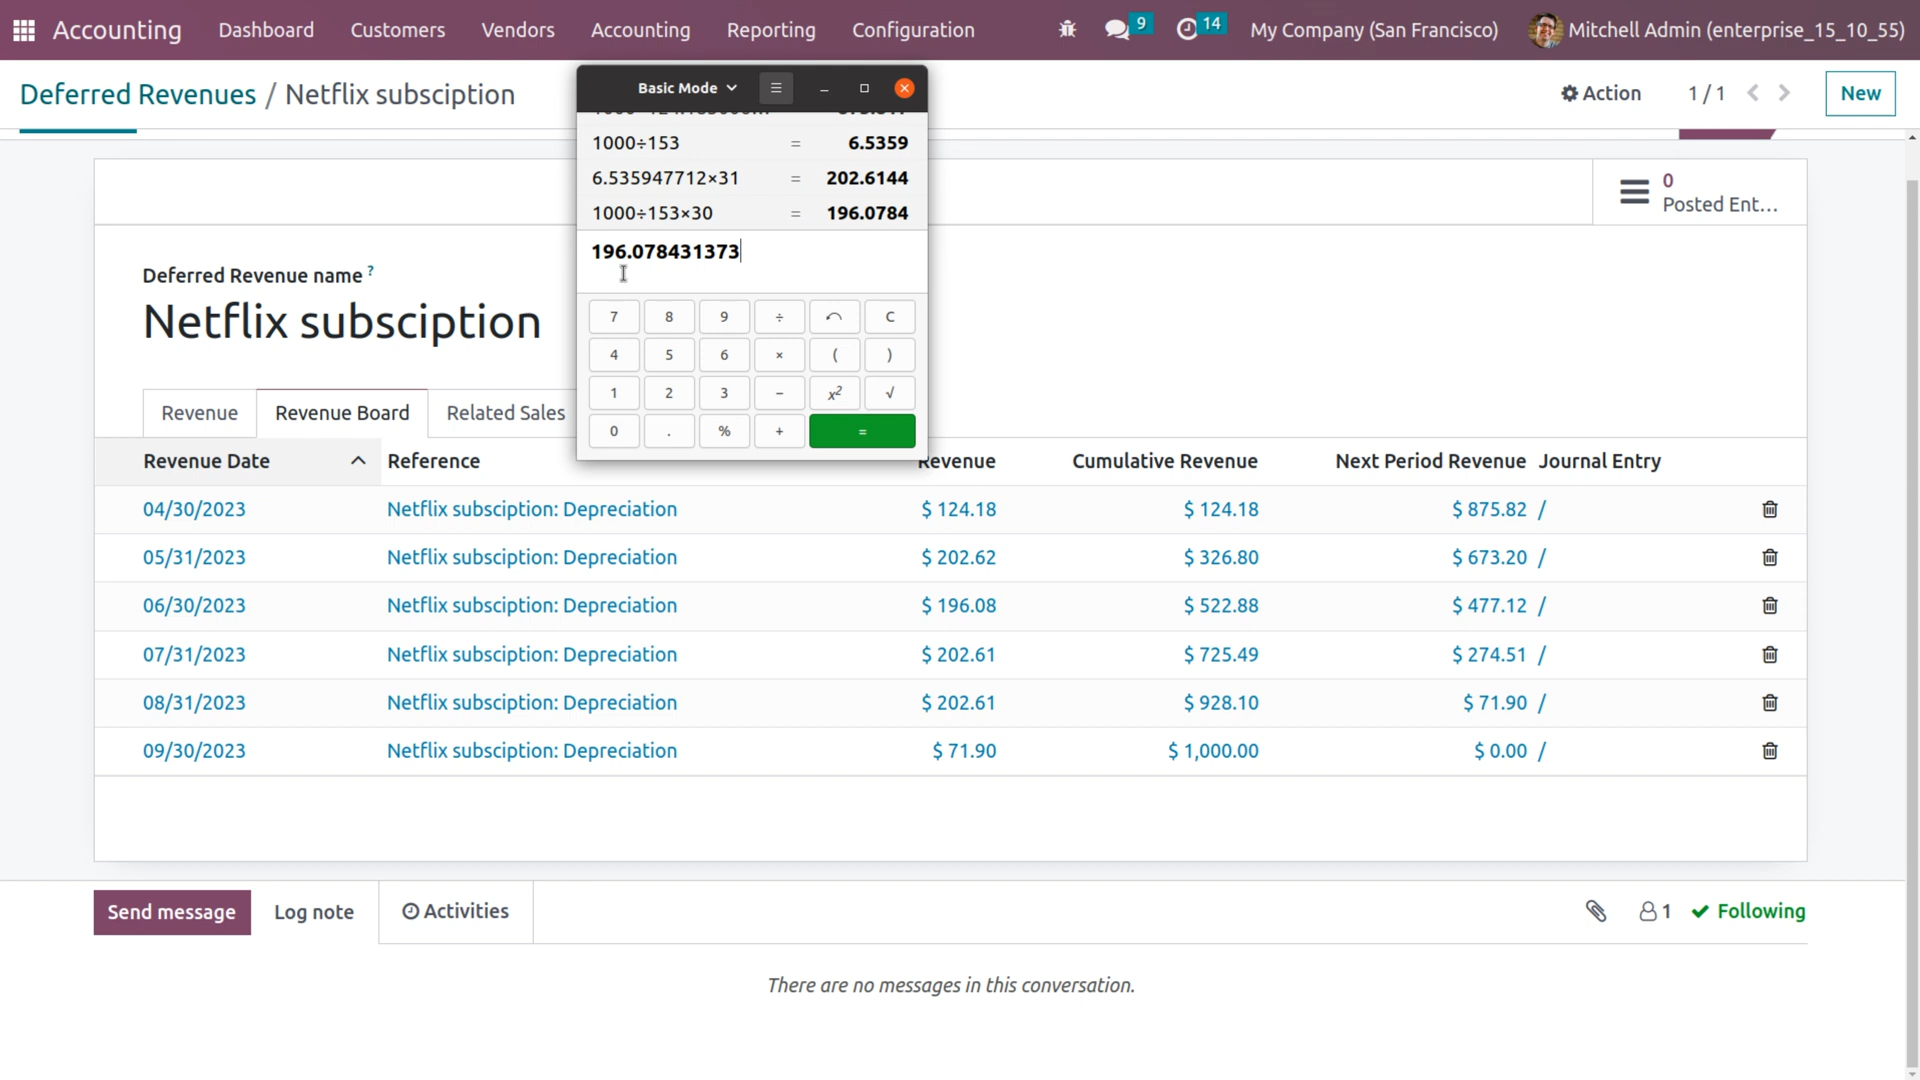 Accounting Dashboard Customers Vendors Accounting Reporting Configuration 9 14 My Company (San Francisco) Mitchell Admin (enterprise_15_10_55)
Deferred Revenues / Netflix subsciption
Action 1 / 1 New
Basic Mode
1000÷153 = 6.5359
6.535947712×31 = 202.6144
1000÷153×30 = 196.0784
196.078431373
7 8 9 ÷ C
4 5 6 × ( )
1 2 3 − x² √
0 . % + =
0
Posted Ent...
Deferred Revenue name ?
Netflix subsciption
Revenue Revenue Board Related Sales
Revenue Date Reference Revenue Cumulative Revenue Next Period Revenue Journal Entry
04/30/2023 Netflix subsciption: Depreciation $ 124.18 $ 124.18 $ 875.82 /
05/31/2023 Netflix subsciption: Depreciation $ 202.62 $ 326.80 $ 673.20 /
06/30/2023 Netflix subsciption: Depreciation $ 196.08 $ 522.88 $ 477.12 /
07/31/2023 Netflix subsciption: Depreciation $ 202.61 $ 725.49 $ 274.51 /
08/31/2023 Netflix subsciption: Depreciation $ 202.61 $ 928.10 $ 71.90 /
09/30/2023 Netflix subsciption: Depreciation $ 71.90 $ 1,000.00 $ 0.00 /
Send message Log note Activities 1 Following
There are no messages in this conversation.